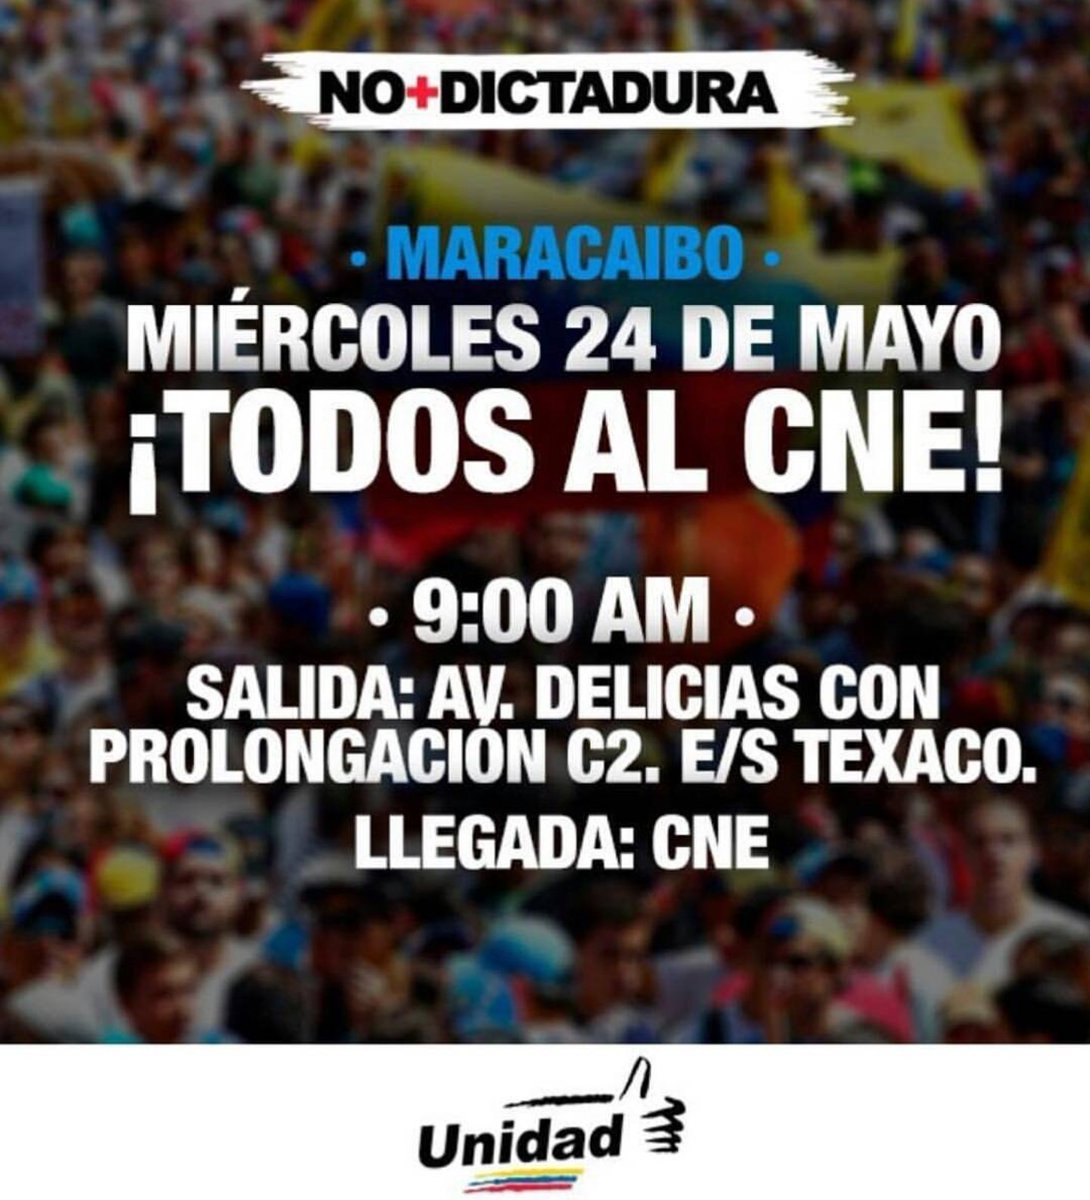 NO+DICTADURA
• MARACAIBO •
MIÉRCOLES 24 DE MAYO
¡TODOS AL CNE!
• 9:00 AM •
SALIDA: AV. DELICIAS CON
PROLONGACIÓN C2. E/S TEXACO.
LLEGADA: CNE
Unidad